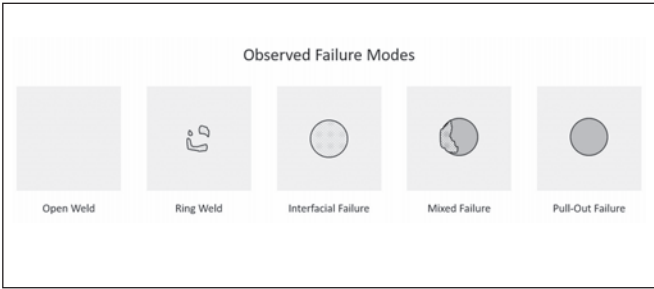 Observed Failure Modes
Open Weld
Ring Weld
Interfacial Failure
Mixed Failure
Pull-Out Failure